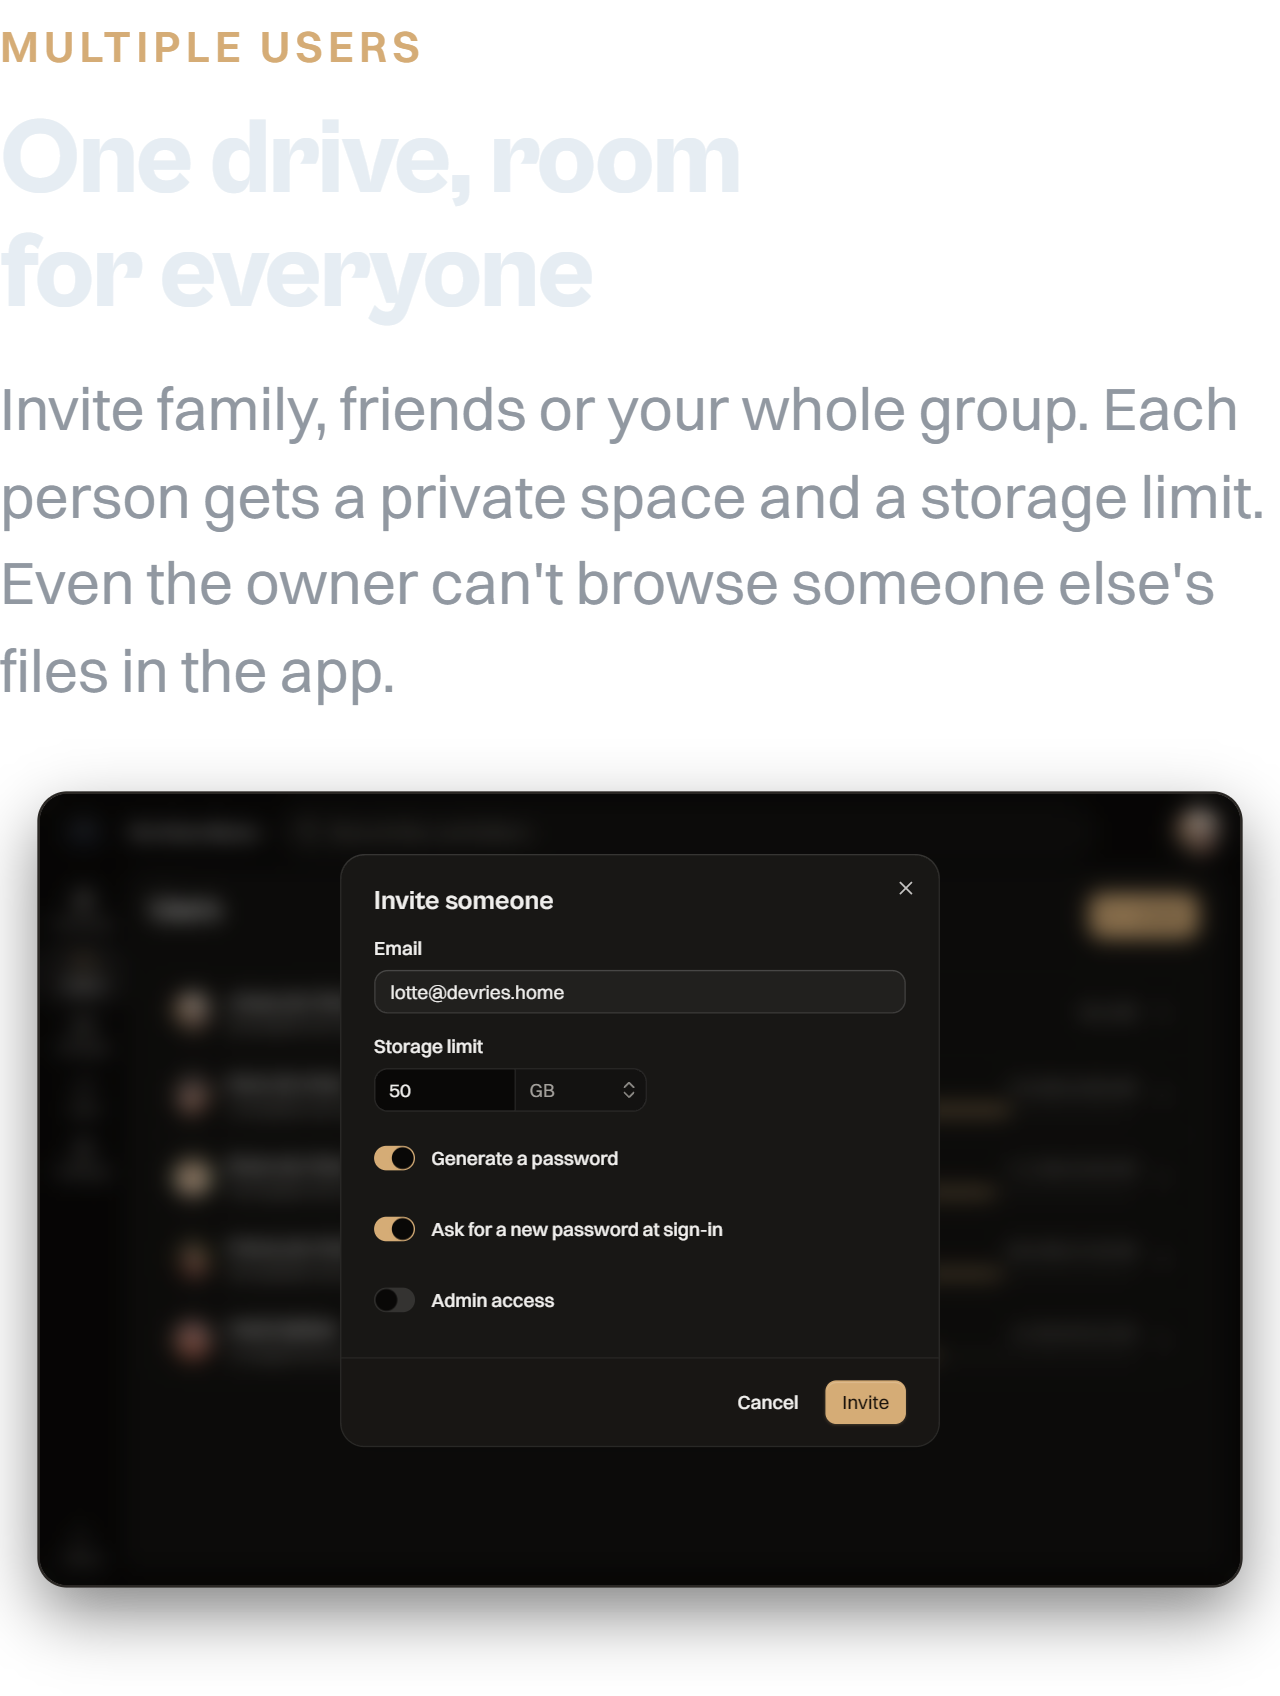 MULTIPLE USERS
One drive, room
for everyone
Invite family, friends or your whole group. Each
person gets a private space and a storage limit.
Even the owner can't browse someone else's
files in the app.
Invite someone
Email
lotte@devries.home
Storage limit
50 GB
Generate a password
Ask for a new password at sign-in
Admin access
Cancel Invite